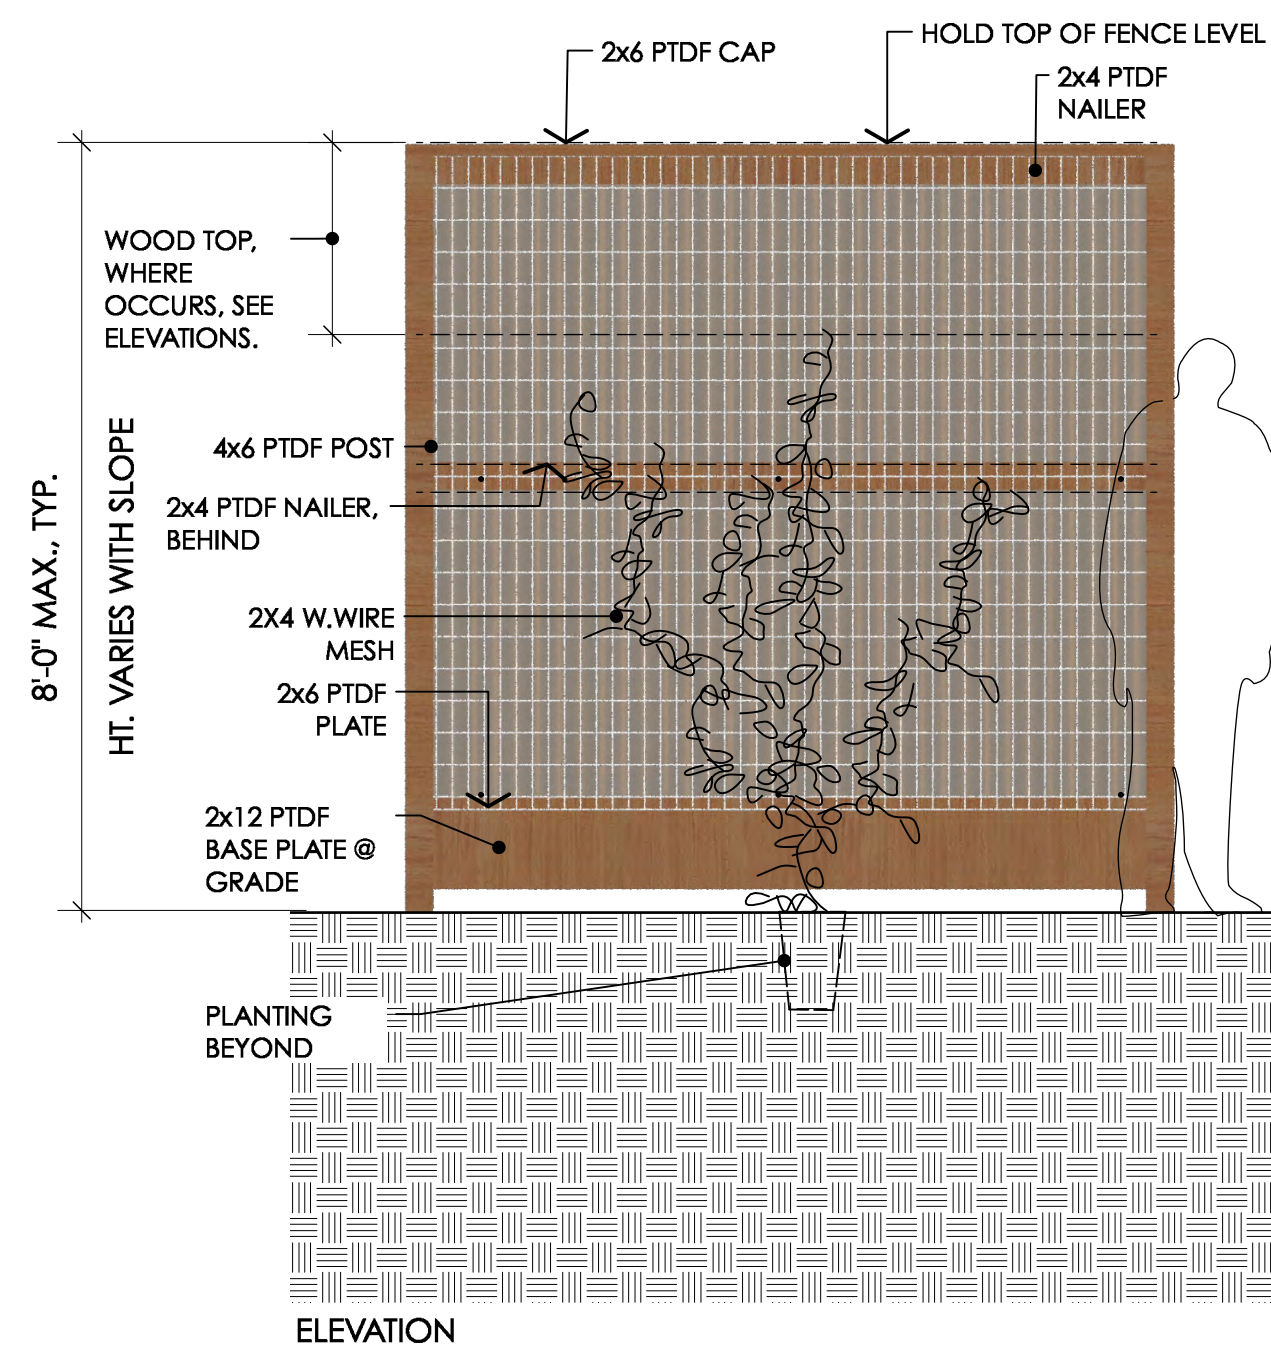 HOLD TOP OF FENCE LEVEL
2x6 PTDF CAP
2x4 PTDF
NAILER
WOOD TOP,
WHERE
OCCURS, SEE
ELEVATIONS.
8'-0" MAX., TYP.
HT. VARIES WITH SLOPE
4x6 PTDF POST
2x4 PTDF NAILER,
BEHIND
2X4 W.WIRE
MESH
2x6 PTDF
PLATE
2x12 PTDF
BASE PLATE @
GRADE
PLANTING
BEYOND
ELEVATION